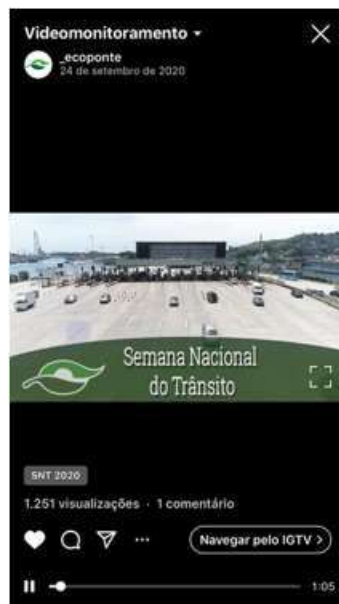 Videomonitoramento
_ecoponte
24 de setembro de 2020
Semana Nacional
do Trânsito
SNT 2020
1.251 visualizações · 1 comentário
Navegar pelo IGTV >
1:05